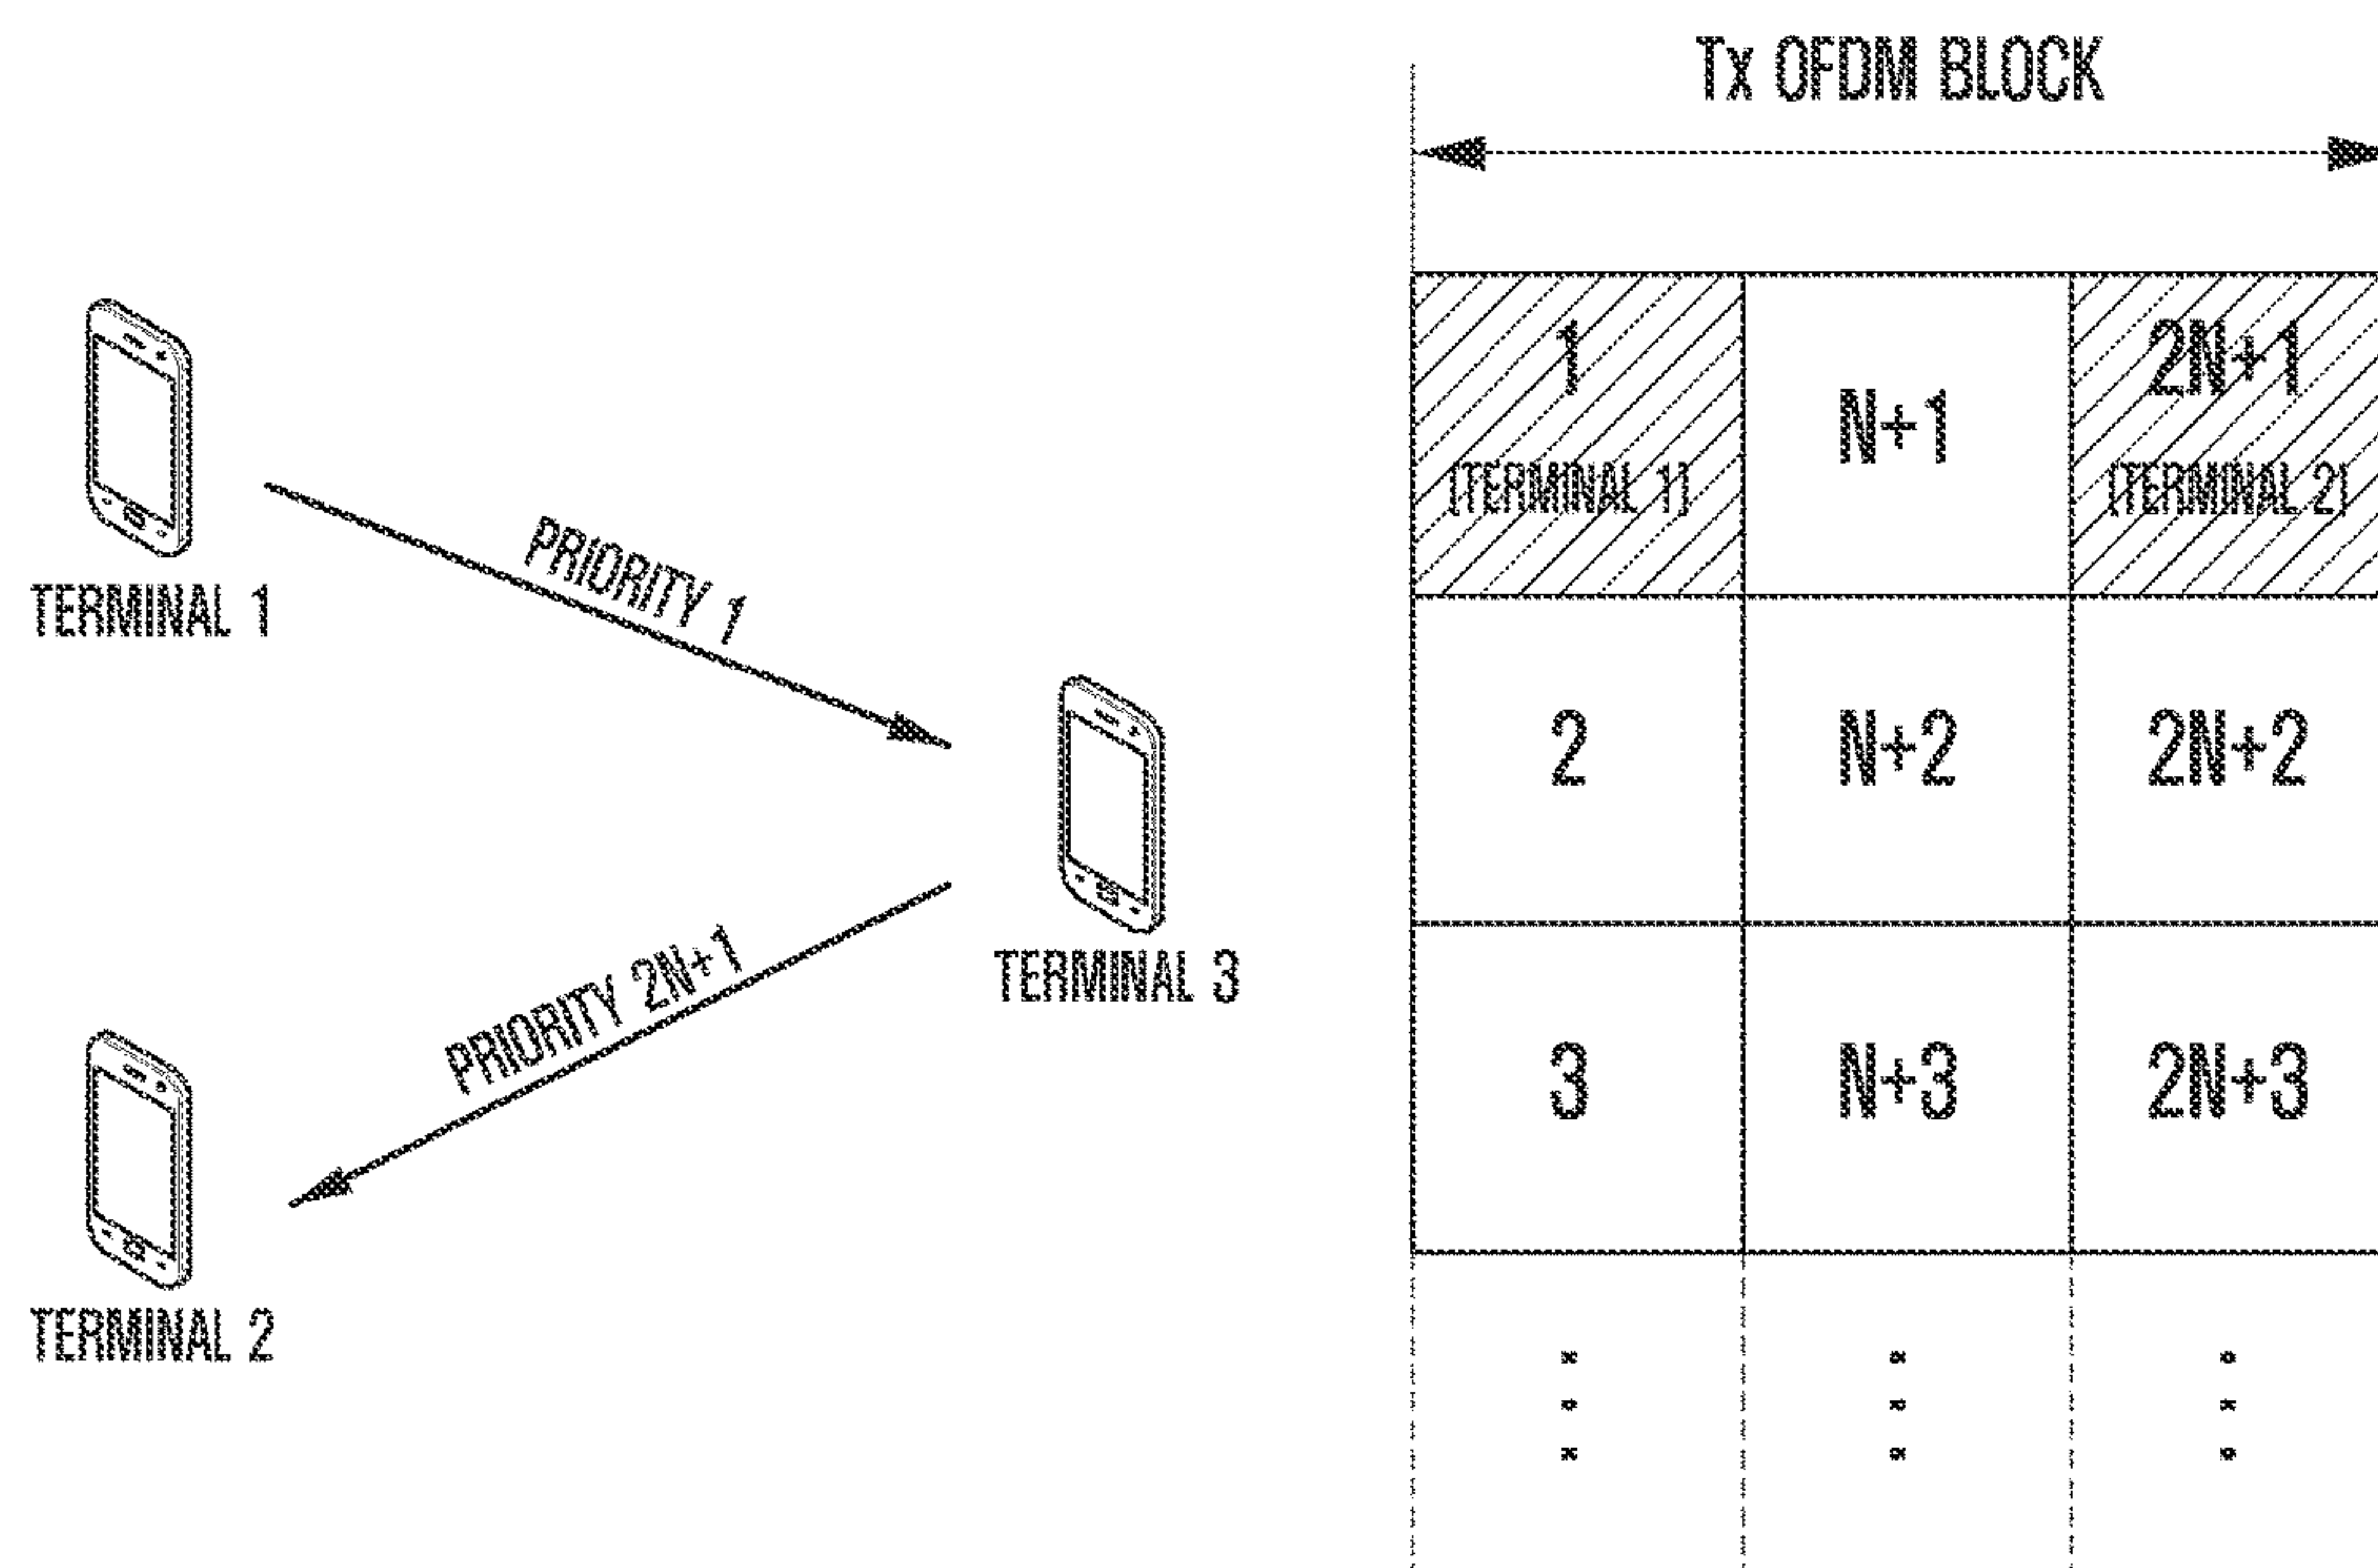 Tx OFDM BLOCK
TERMINAL 1
PRIORITY 1
TERMINAL 3
PRIORITY 2N+1
TERMINAL 2
1
(TERMINAL 1)
N+1
2N+1
(TERMINAL 2)
2
N+2
2N+2
3
N+3
2N+3